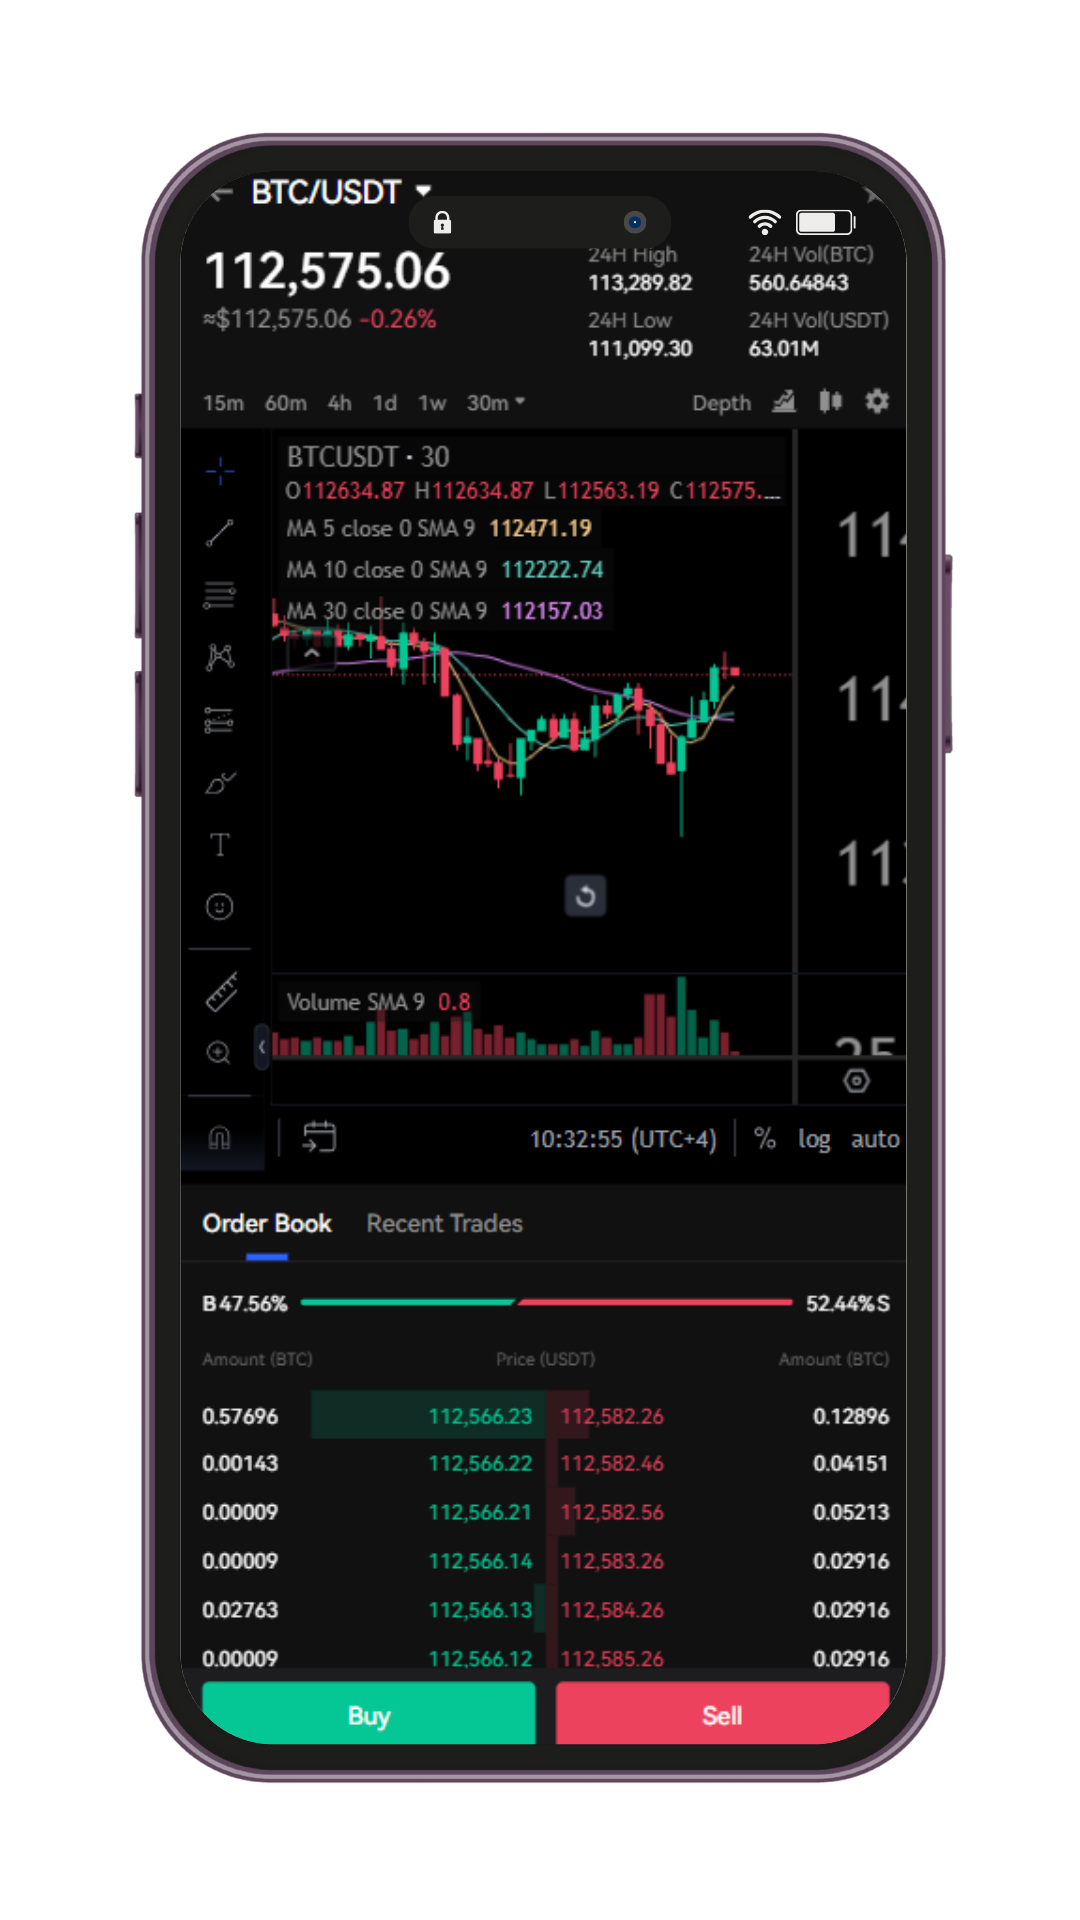 BTC/USDT
112,575.06
≈$112,575.06 -0.26%
24H High
113,289.82
24H Low
111,099.30
24H Vol(BTC)
560.64843
24H Vol(USDT)
63.01M
15m 60m 4h 1d 1w 30m Depth
BTCUSDT · 30
O112634.87 H112634.87 L112563.19 C112575....
MA 5 close 0 SMA 9 112471.19
MA 10 close 0 SMA 9 112222.74
MA 30 close 0 SMA 9 112157.03
T
Volume SMA 9 0.8
10:32:55 (UTC+4) % log auto
Order Book Recent Trades
B 47.56% 52.44% S
Amount (BTC) Price (USDT) Amount (BTC)
0.57696 112,566.23 112,582.26 0.12896
0.00143 112,566.22 112,582.46 0.04151
0.00009 112,566.21 112,582.56 0.05213
0.00009 112,566.14 112,583.26 0.02916
0.02763 112,566.13 112,584.26 0.02916
0.00009 112,566.12 112,585.26 0.02916
Buy Sell